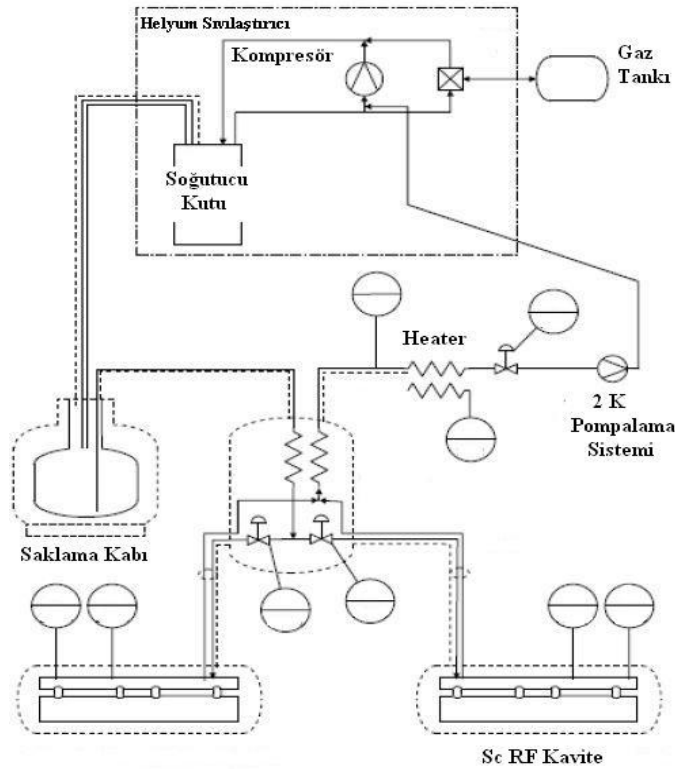 Helyum Sıvılaştırıcı
Kompresör
Gaz
Tankı
Soğutucu
Kutu
Heater
2 K
Pompalama
Sistemi
Saklama Kabı
Sc RF Kavite